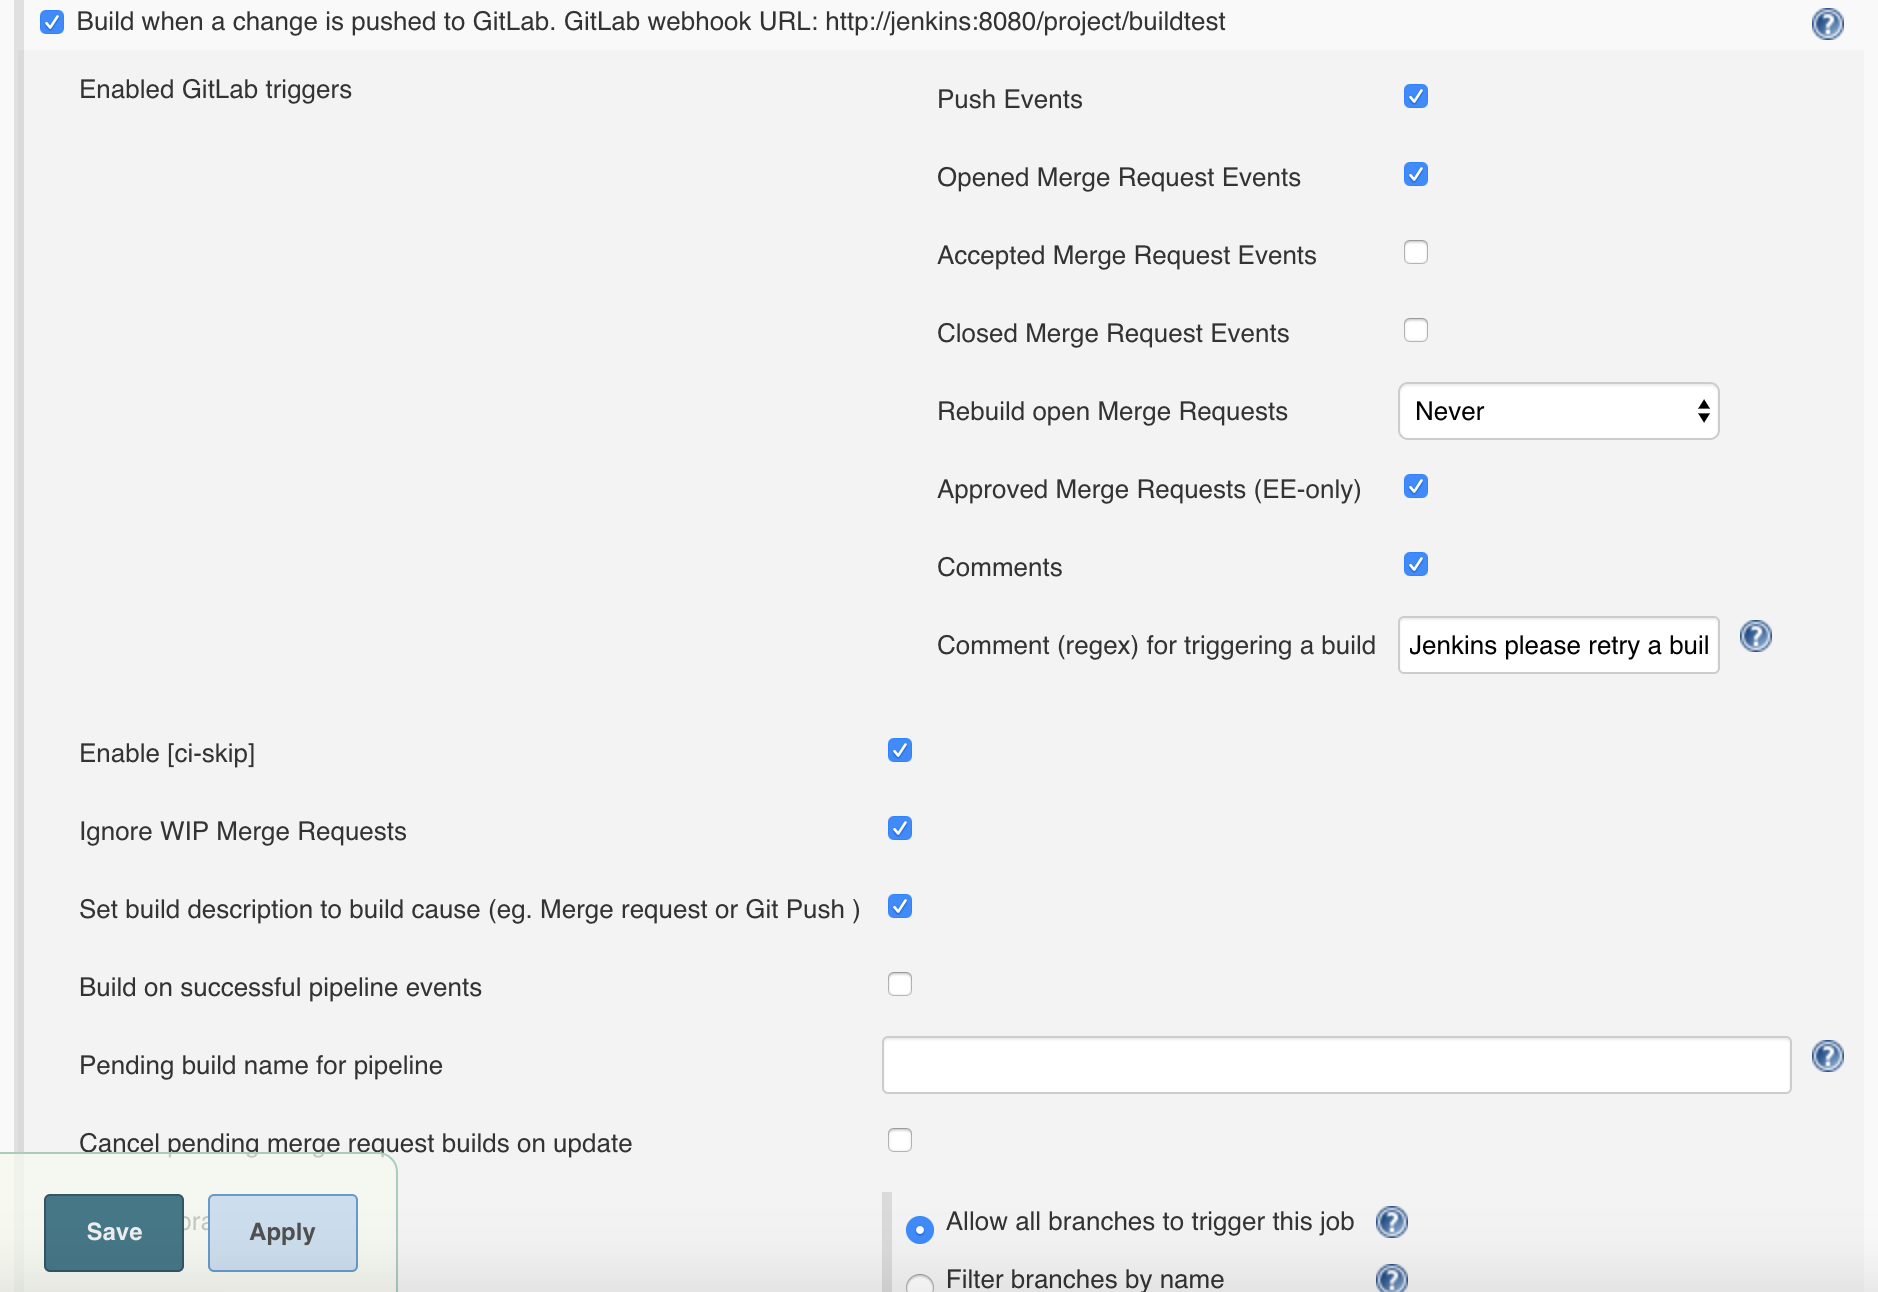 Build when a change is pushed to GitLab. GitLab webhook URL: http://jenkins:8080/project/buildtest
Enabled GitLab triggers
Push Events
Opened Merge Request Events
Accepted Merge Request Events
Closed Merge Request Events
Rebuild open Merge Requests Never
Approved Merge Requests (EE-only)
Comments
Comment (regex) for triggering a build Jenkins please retry a buil
Enable [ci-skip]
Ignore WIP Merge Requests
Set build description to build cause (eg. Merge request or Git Push )
Build on successful pipeline events
Pending build name for pipeline
Cancel pending merge request builds on update
Allow all branches to trigger this job
Save Apply
Filter branches by name